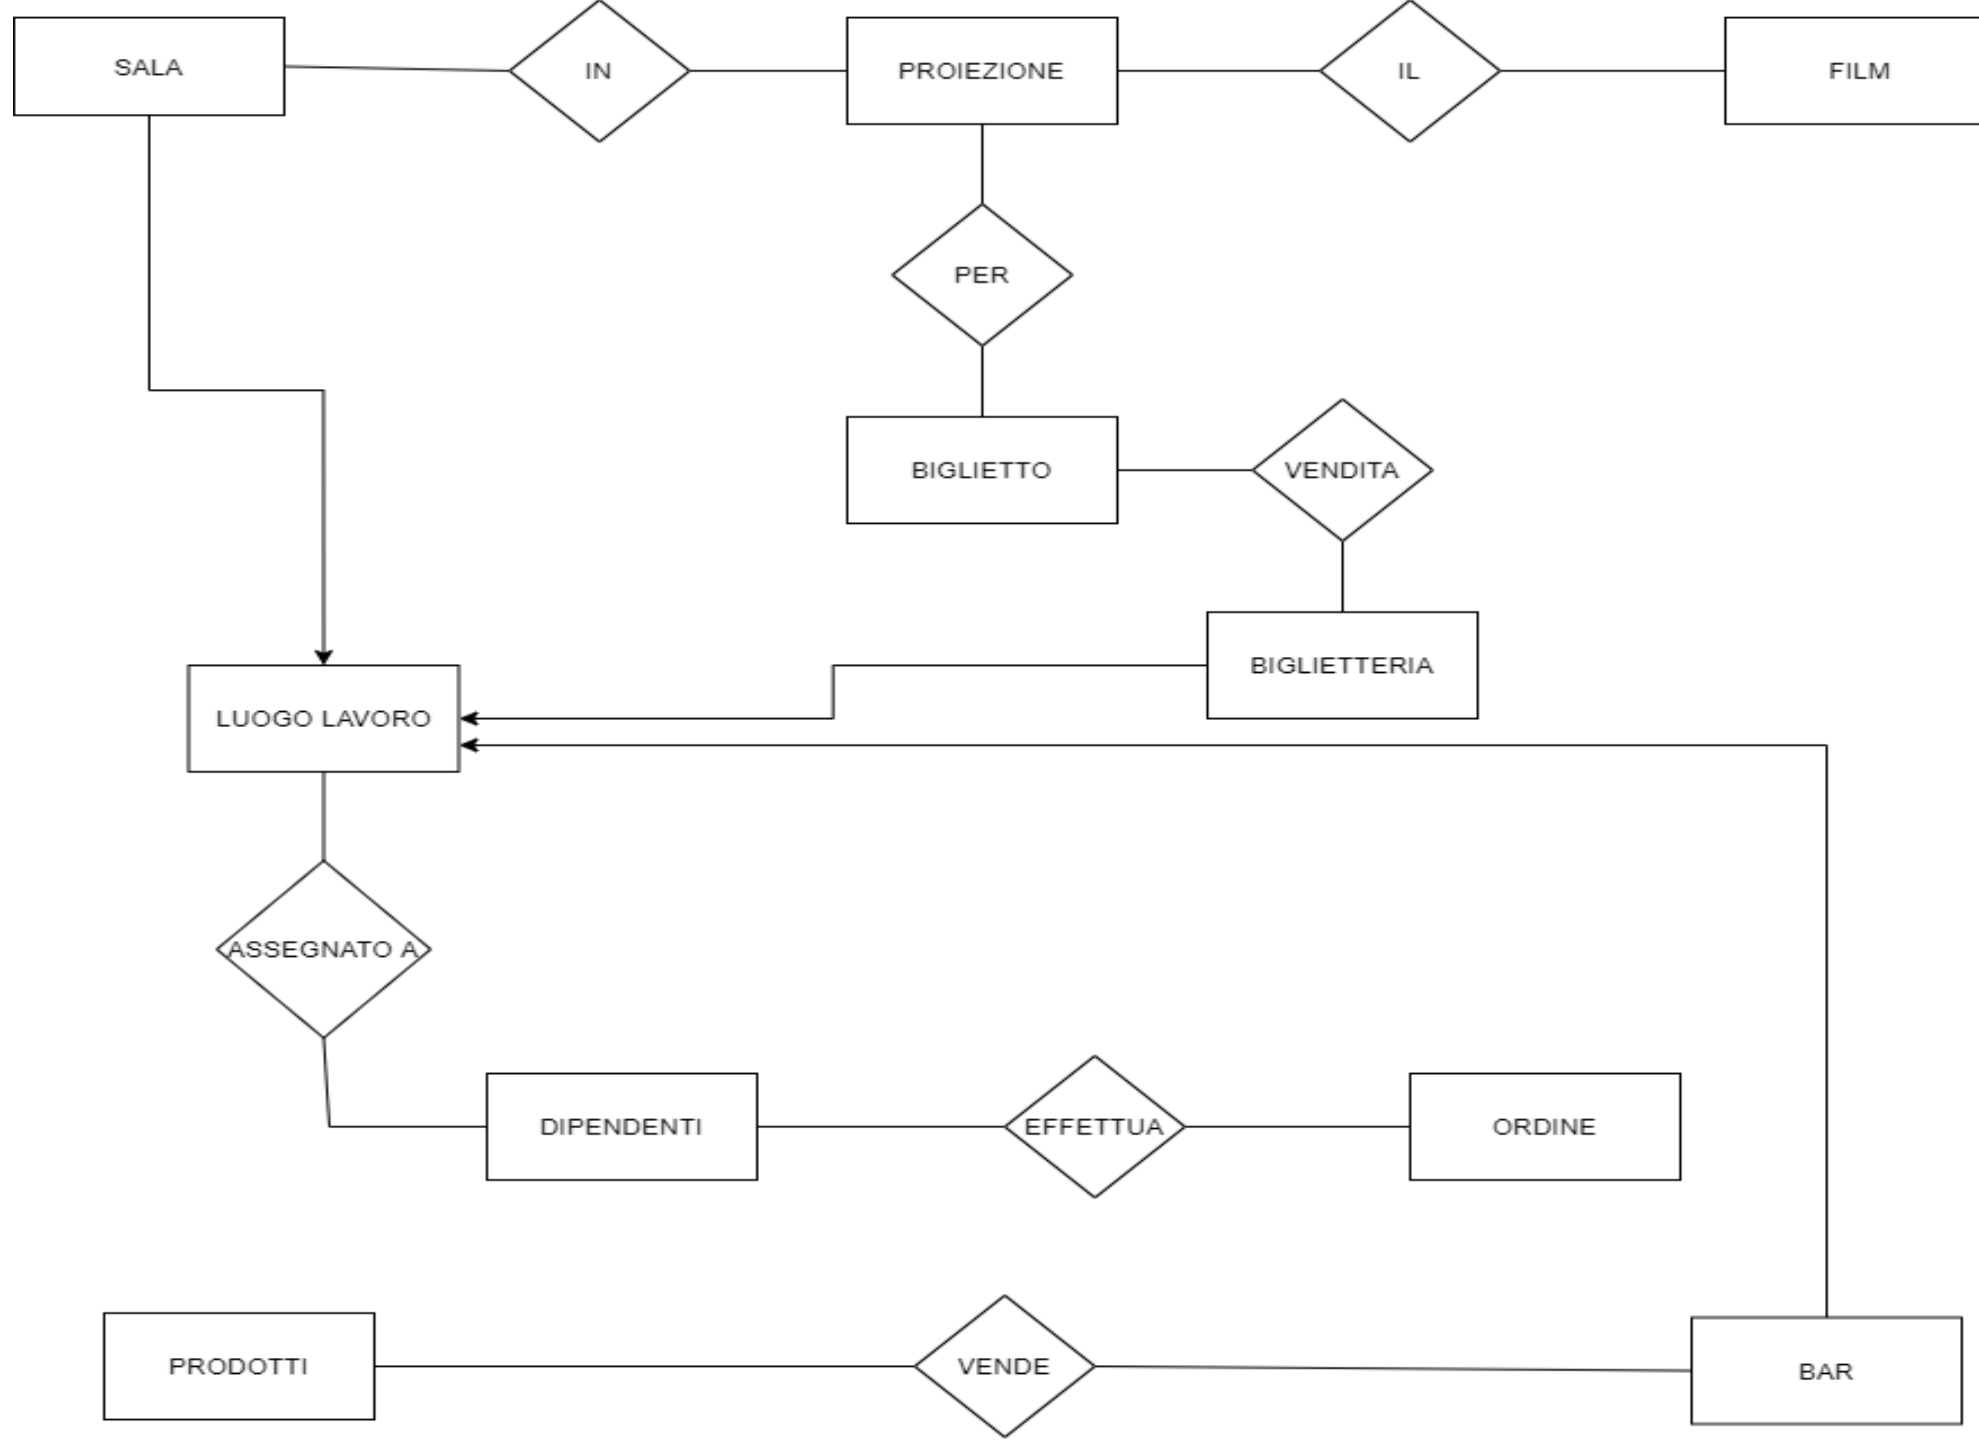 SALA
IN
PROIEZIONE
IL
FILM
PER
BIGLIETTO
VENDITA
BIGLIETTERIA
LUOGO LAVORO
ASSEGNATO A
DIPENDENTI
EFFETTUA
ORDINE
PRODOTTI
VENDE
BAR